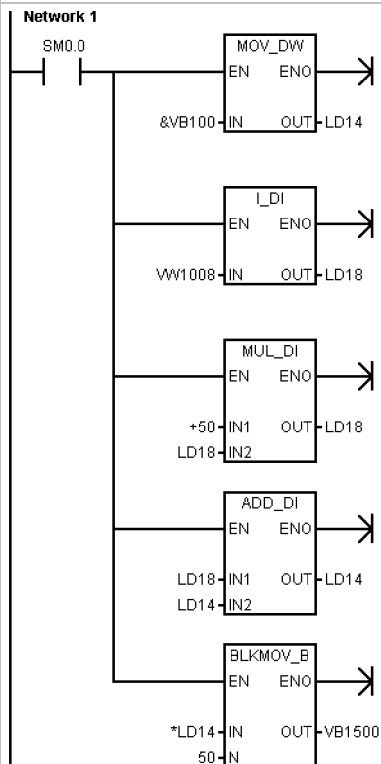 Network 1
SM0.0
MOV_DW
EN ENO
&VB100 IN OUT LD14
I_DI
EN ENO
VW1008 IN OUT LD18
MUL_DI
EN ENO
+50 IN1 OUT LD18
LD18 IN2
ADD_DI
EN ENO
LD18 IN1 OUT LD14
LD14 IN2
BLKMOV_B
EN ENO
*LD14 IN OUT VB1500
50 N